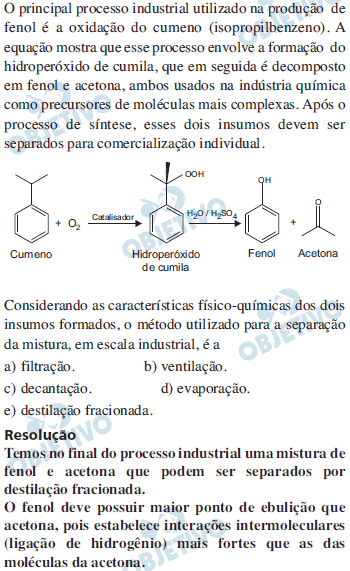 O principal processo industrial utilizado na produção de
fenol é a oxidação do cumeno (isopropilbenzeno). A
equação mostra que esse processo envolve a formação do
hidroperóxido de cumila, que em seguida é decomposto
em fenol e acetona, ambos usados na indústria química
como precursores de moléculas mais complexas. Após o
processo de síntese, esses dois insumos devem ser
separados para comercialização individual.
OOH
OH
O
+ O2 Catalisador H2O / H2SO4 +
Cumeno Hidroperóxido Fenol Acetona
de cumila
Considerando as características físico-químicas dos dois
insumos formados, o método utilizado para a separação
da mistura, em escala industrial, é a
a) filtração. b) ventilação.
c) decantação. d) evaporação.
e) destilação fracionada.
Resolução
Temos no final do processo industrial uma mistura de
fenol e acetona que podem ser separados por
destilação fracionada.
O fenol deve possuir maior ponto de ebulição que
acetona, pois estabelece interações intermoleculares
(ligação de hidrogênio) mais fortes que as das
moléculas da acetona.
OBJETIVO
OBJETIVO
OBJETIVO
OBJETIVO
OBJETIVO
OBJETIVO